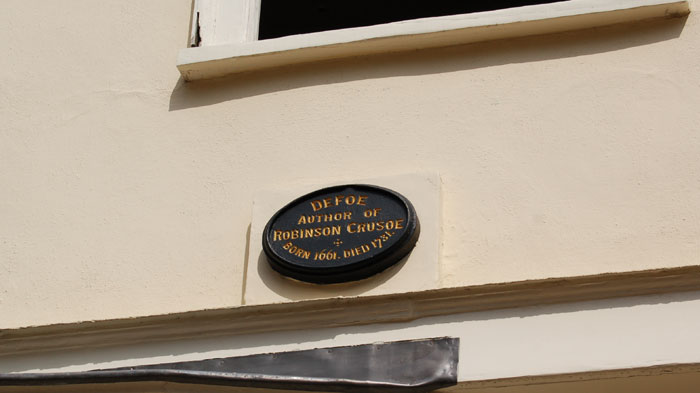 DEFOE
AUTHOR OF
ROBINSON CRUSOE
BORN 1661. DIED 1731.